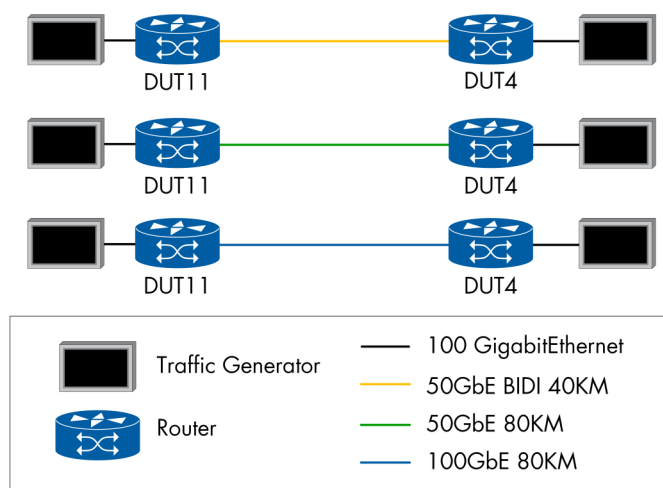 DUT11 DUT4
DUT11 DUT4
DUT11 DUT4
Traffic Generator
Router
100 GigabitEthernet
50GbE BIDI 40KM
50GbE 80KM
100GbE 80KM